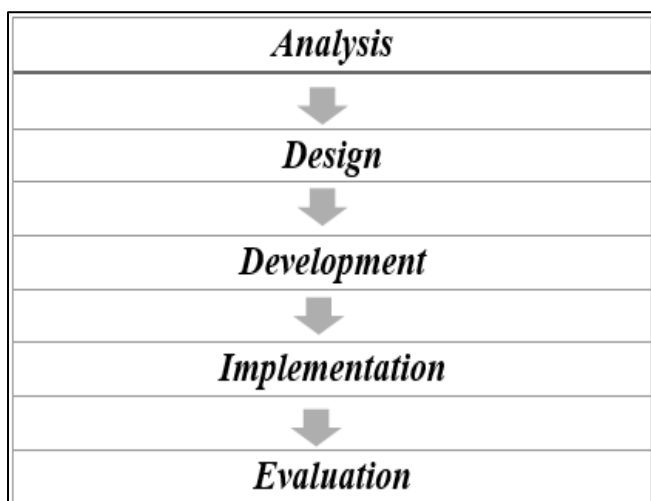 Analysis
Design
Development
Implementation
Evaluation